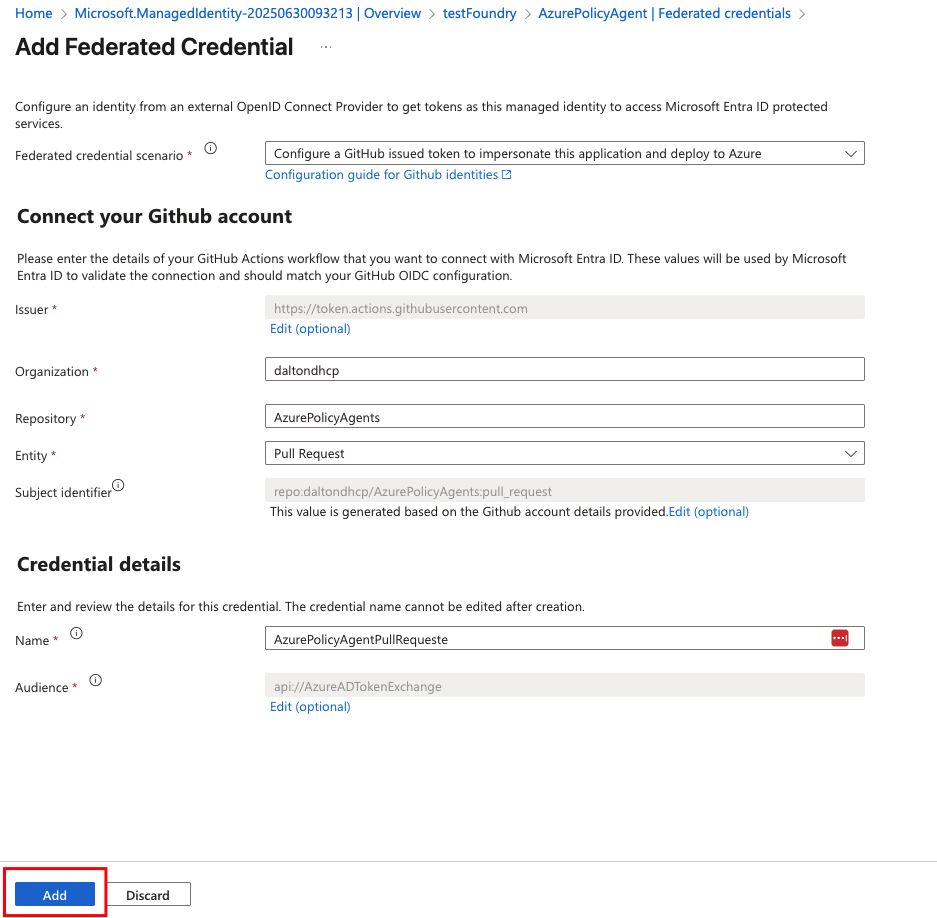 Home > Microsoft.ManagedIdentity-20250630093213 | Overview > testFoundry > AzurePolicyAgent | Federated credentials >
Add Federated Credential ...
Configure an identity from an external OpenID Connect Provider to get tokens as this managed identity to access Microsoft Entra ID protected
services.
Federated credential scenario *
Configure a GitHub issued token to impersonate this application and deploy to Azure
Configuration guide for Github identities
Connect your Github account
Please enter the details of your GitHub Actions workflow that you want to connect with Microsoft Entra ID. These values will be used by Microsoft
Entra ID to validate the connection and should match your GitHub OIDC configuration.
Issuer *
https://token.actions.githubusercontent.com
Edit (optional)
Organization *
daltondhcp
Repository *
AzurePolicyAgents
Entity *
Pull Request
Subject identifier
repo:daltondhcp/AzurePolicyAgents:pull_request
This value is generated based on the Github account details provided.Edit (optional)
Credential details
Enter and review the details for this credential. The credential name cannot be edited after creation.
Name *
AzurePolicyAgentPullRequeste
Audience *
api://AzureADTokenExchange
Edit (optional)
Add
Discard